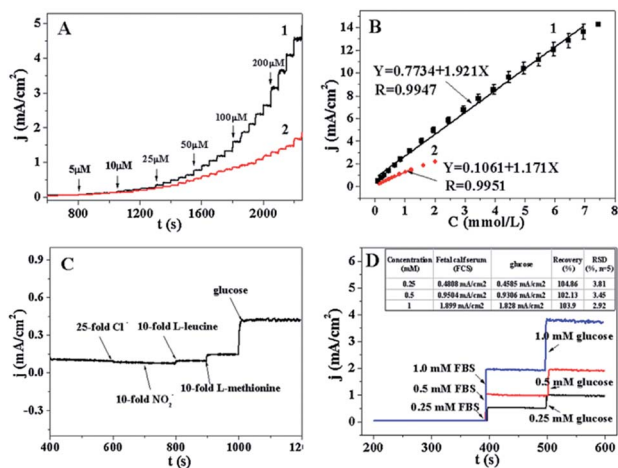 A
j (mA/cm²)
5
4
3
2
1
0
1
2
5μM
10μM
25μM
50μM
100μM
200μM
600 900 1200 1500 1800 2100
t (s)
B
j (mA/cm²)
14
12
10
8
6
4
2
0
1
Y=0.7734+1.921X
R=0.9947
2
Y=0.1061+1.171X
R=0.9951
0 1 2 3 4 5 6 7 8
C (mmol/L)
C
j (mA/cm²)
0.9
0.6
0.3
0.0
-0.3
glucose
25-fold Cl⁻
10-fold L-leucine
10-fold NO₂⁻
10-fold L-methionine
400 600 800 1000 1200
t (s)
D
j (mA/cm²)
4
3
2
1
0
Concentration (mM) Fetal calf serum (FCS) glucose Recovery (%) RSD (%, n=5)
0.25 0.4808 mA/cm2 0.4585 mA/cm2 104.86 3.81
0.5 0.9504 mA/cm2 0.9306 mA/cm2 102.13 3.45
1 1.899 mA/cm2 1.828 mA/cm2 103.9 2.92
1.0 mM glucose
1.0 mM FBS
0.5 mM glucose
0.5 mM FBS
0.25 mM FBS
0.25 mM glucose
200 300 400 500 600
t (s)